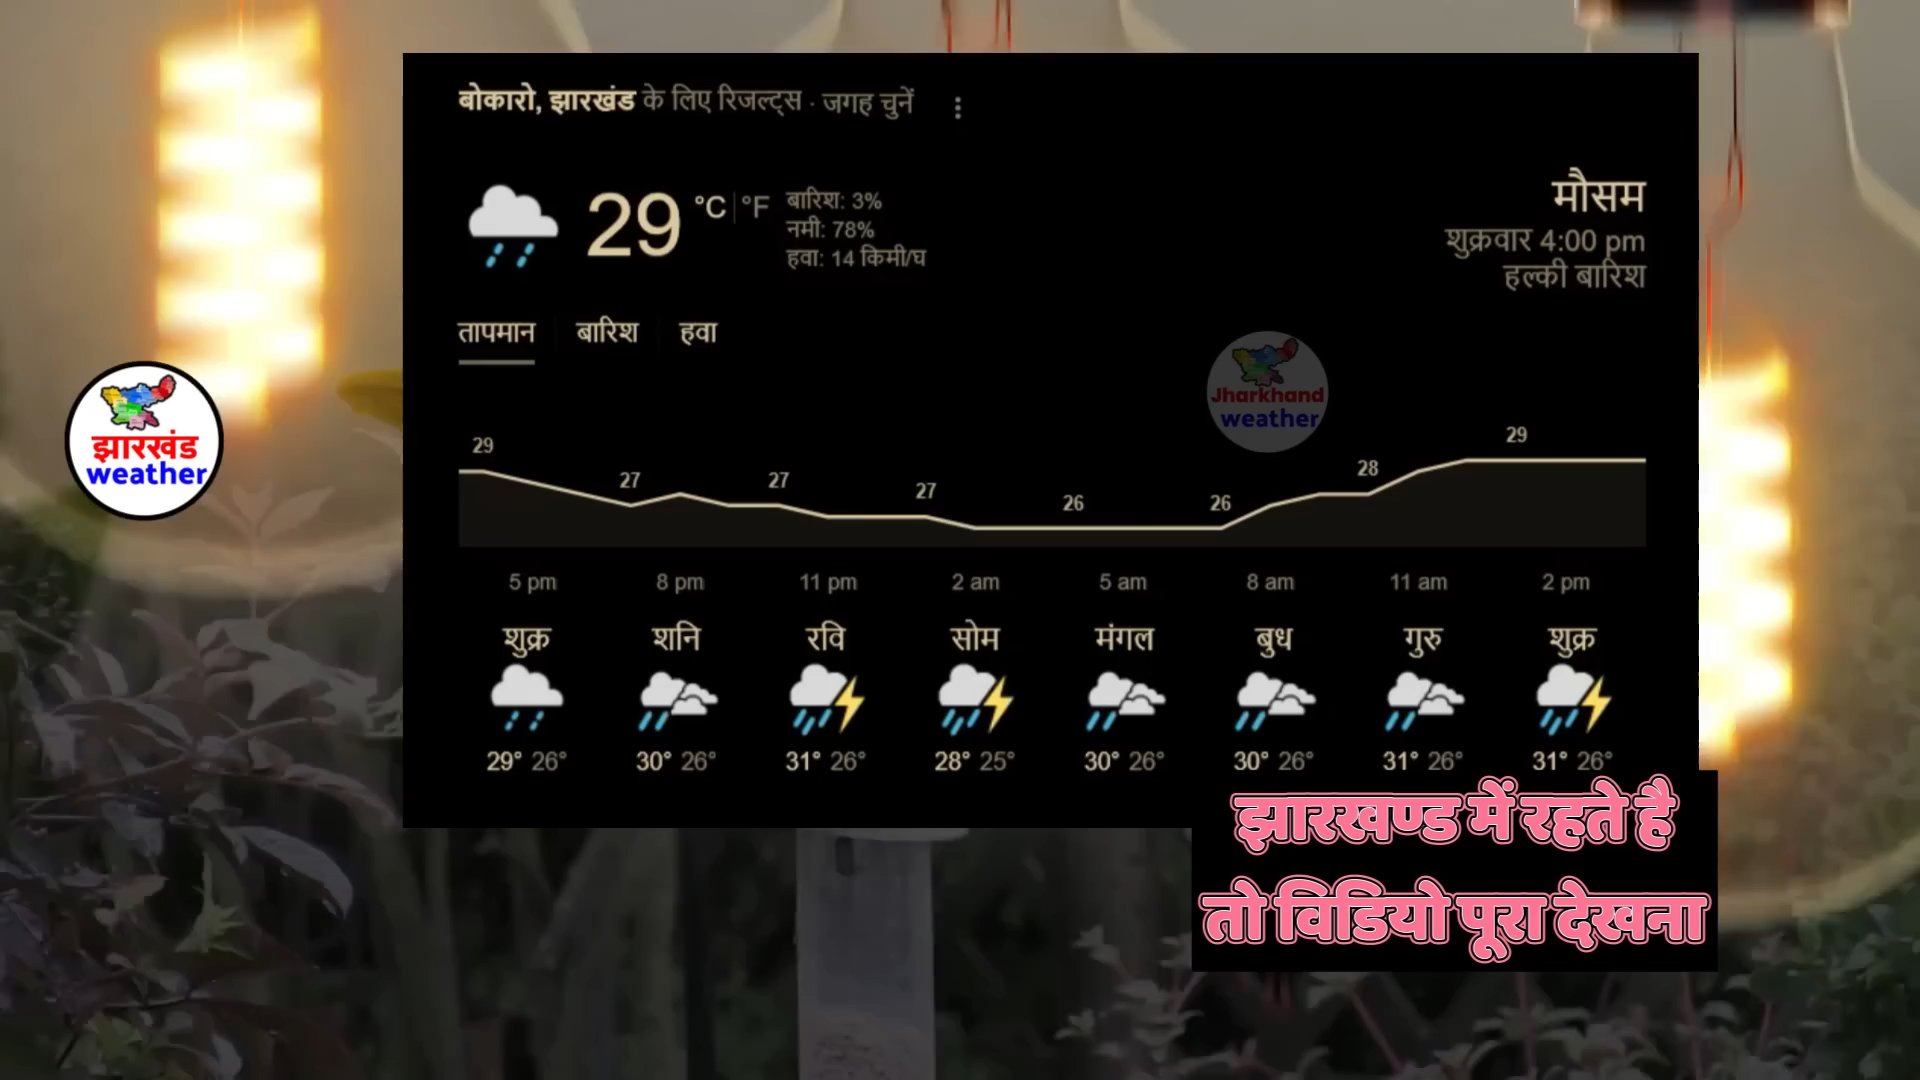 बोकारो, झारखंड के लिए रिजल्ट्स · जगह चुनें
29 °C | °F
बारिश: 3%
नमी: 78%
हवा: 14 किमी/घ
मौसम
शुक्रवार 4:00 pm
हल्की बारिश
तापमान बारिश हवा
Jharkhand
weather
झारखंड
weather
29 27 27 27 26 26 28 29
5 pm 8 pm 11 pm 2 am 5 am 8 am 11 am 2 pm
शुक्र शनि रवि सोम मंगल बुध गुरु शुक्र
29° 26° 30° 26° 31° 26° 28° 25° 30° 26° 30° 26° 31° 26° 31° 26°
झारखण्ड में रहते है
तो विडियो पूरा देखना